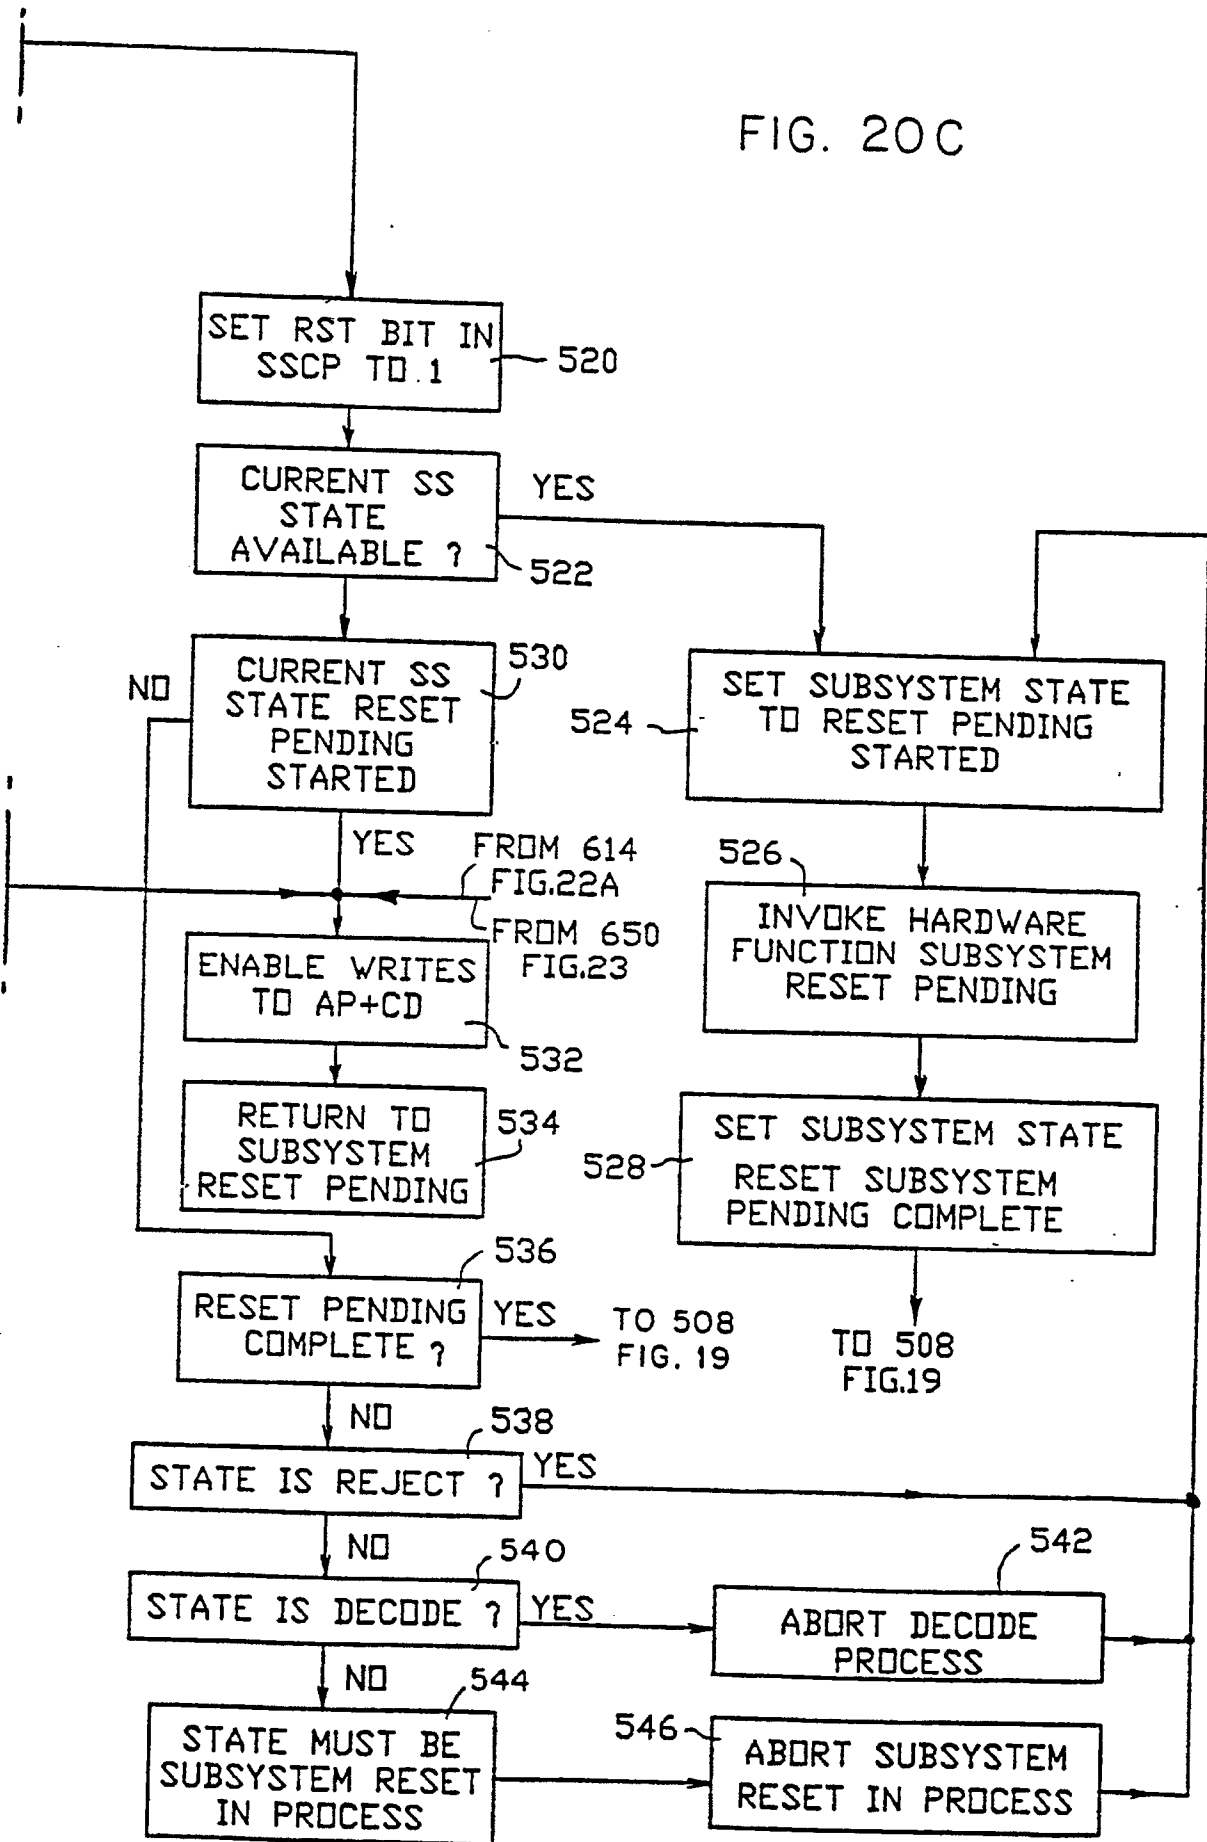 FIG. 20C
SET RST BIT IN
SSCP TO.1
520
CURRENT SS
STATE
AVAILABLE ?
522
YES
CURRENT SS
STATE RESET
PENDING
STARTED
530
NO
SET SUBSYSTEM STATE
TO RESET PENDING
STARTED
524
YES
FROM 614
FIG.22A
FROM 650
FIG.23
526
INVOKE HARDWARE
FUNCTION SUBSYSTEM
RESET PENDING
ENABLE WRITES
TO AP+CD
532
RETURN TO
SUBSYSTEM
RESET PENDING
534
SET SUBSYSTEM STATE
RESET SUBSYSTEM
PENDING COMPLETE
528
536
RESET PENDING
COMPLETE ?
YES
TO 508
FIG. 19
TO 508
FIG.19
NO
538
STATE IS REJECT ?
YES
NO
540
STATE IS DECODE ?
YES
542
ABORT DECODE
PROCESS
NO
544
STATE MUST BE
SUBSYSTEM RESET
IN PROCESS
546
ABORT SUBSYSTEM
RESET IN PROCESS